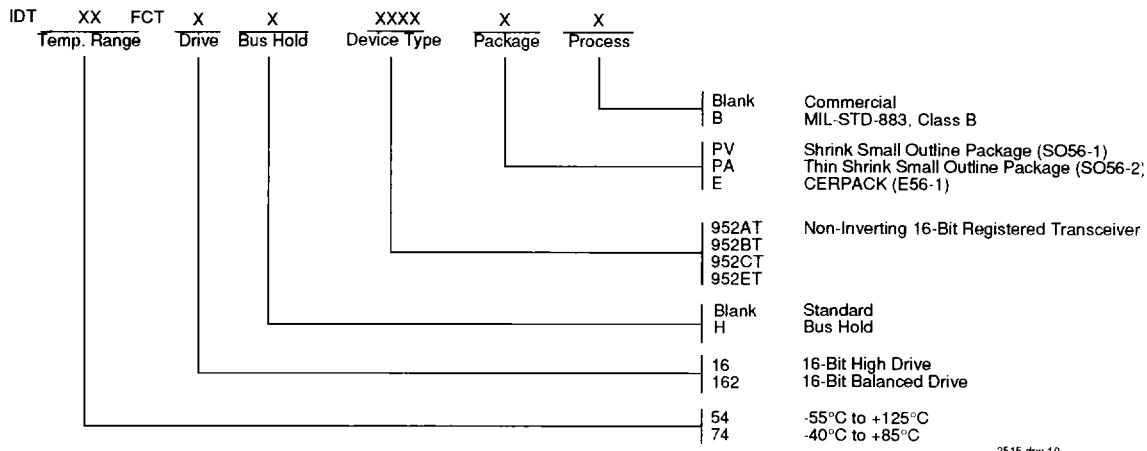 IDT XX FCT X X XXXX X X
Temp. Range Drive Bus Hold Device Type Package Process
Blank Commercial
B MIL-STD-883, Class B
PV Shrink Small Outline Package (SO56-1)
PA Thin Shrink Small Outline Package (SO56-2)
E CERPACK (E56-1)
952AT Non-Inverting 16-Bit Registered Transceiver
952BT
952CT
952ET
Blank Standard
H Bus Hold
16 16-Bit High Drive
162 16-Bit Balanced Drive
54 -55°C to +125°C
74 -40°C to +85°C
2515 drw 10